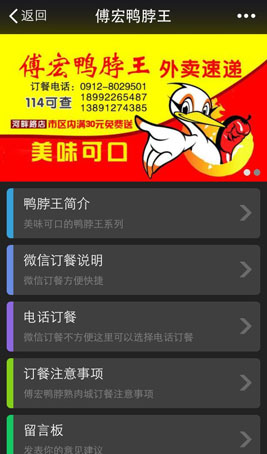 返回
傅宏鸭脖王
傅宏鸭脖王 外卖速递
订餐电话：0912-8029501
114可查 18992265487
18091261274
河畔路店 市区内满30元免费送
美味可口
鸭脖王简介
美味可口的鸭脖王系列
微信订餐说明
微信订餐方便快捷
电话订餐
微信订餐不方便这里可以选择电话订餐
订餐注意事项
傅宏鸭脖熟肉城订餐注意事项
留言板
发表你的意见建议